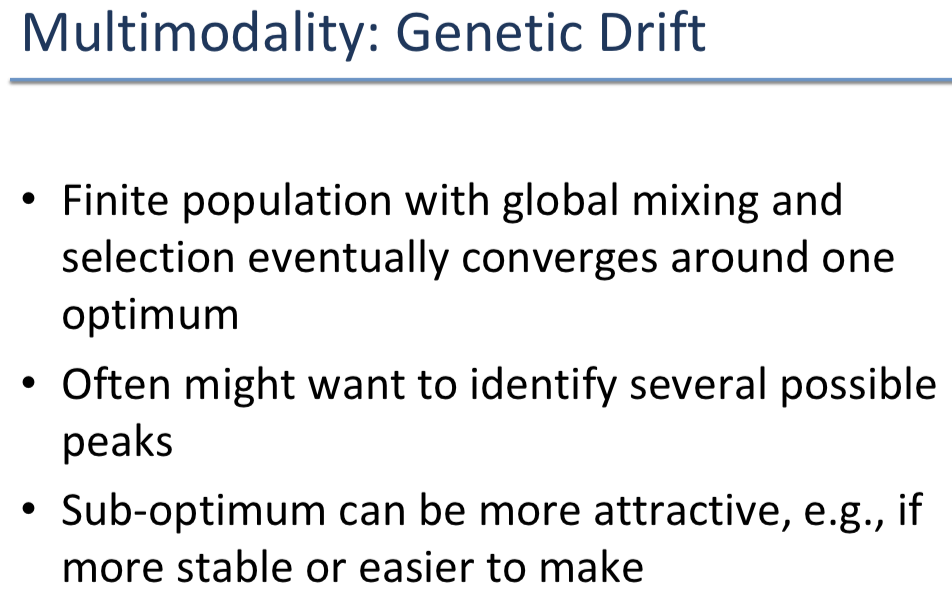 Multimodality: Genetic Drift
• Finite population with global mixing and
selection eventually converges around one
optimum
• Often might want to identify several possible
peaks
• Sub-optimum can be more attractive, e.g., if
more stable or easier to make